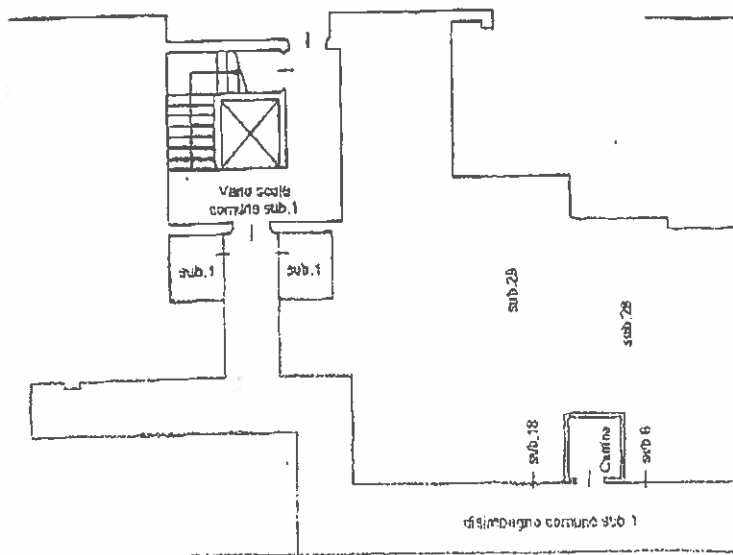 Vano scale
comune sub.1
sub.1
sub.1
sub.29
sub.28
sub.18
Cantina
sub.6
disimpegno comune sub.1